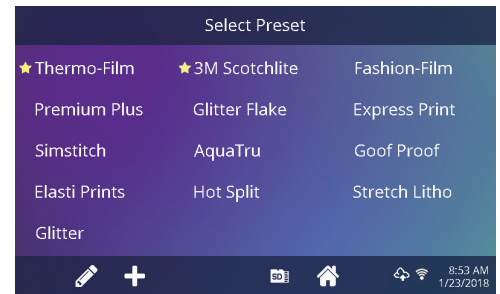 Select Preset
Thermo-Film 3M Scotchlite Fashion-Film
Premium Plus Glitter Flake Express Print
Simstitch AquaTru Goof Proof
Elasti Prints Hot Split Stretch Litho
Glitter
SD 8:53 AM
1/23/2018